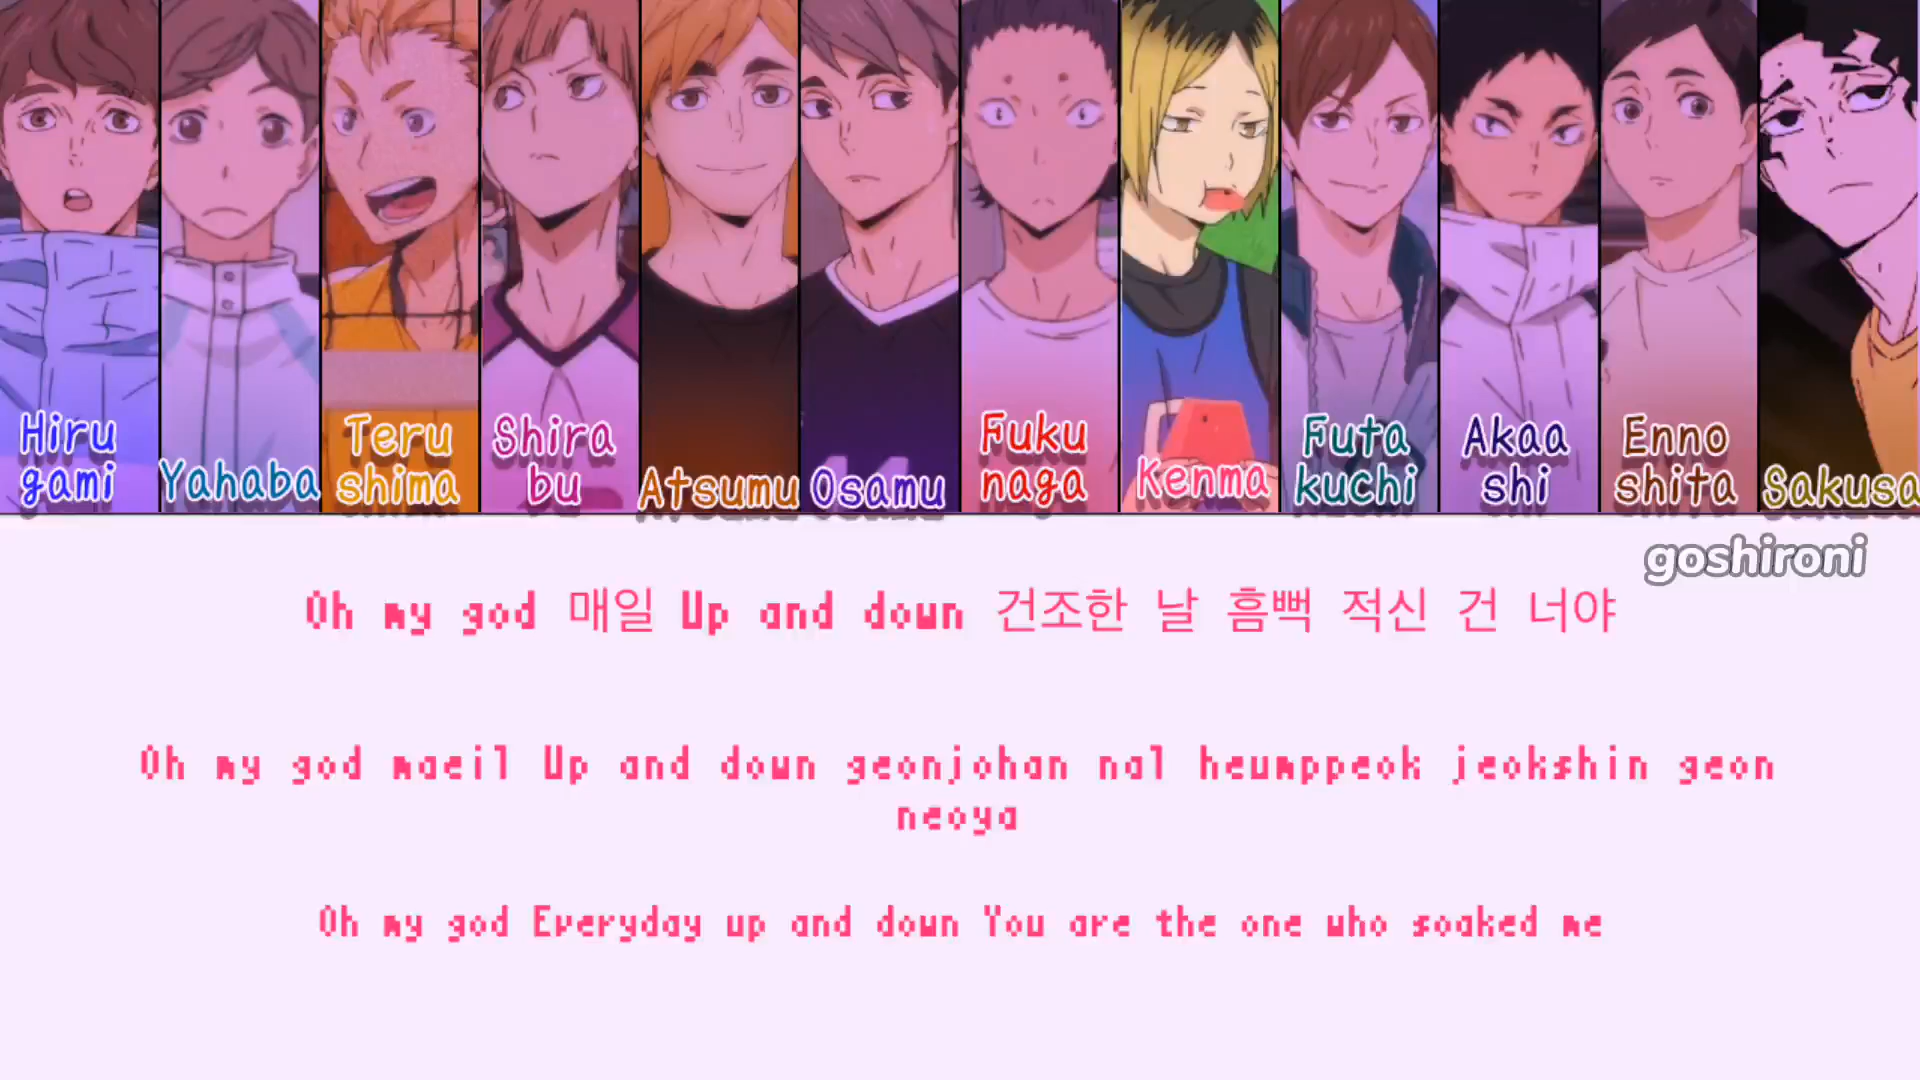 Hiru
gami
Yahaba
Teru
shima
Shira
bu
Atsumu
Osamu
Fuku
naga
Kenma
Futa
kuchi
Akaa
shi
Enno
shita
Sakusa
goshironi
Oh my god 매일 Up and down 건조한 날 흠뻑 적신 건 너야
Oh my god maeil Up and down geonjohan nal heumppeok jeokshin geon
neoya
Oh my god Everyday up and down You are the one who soaked me